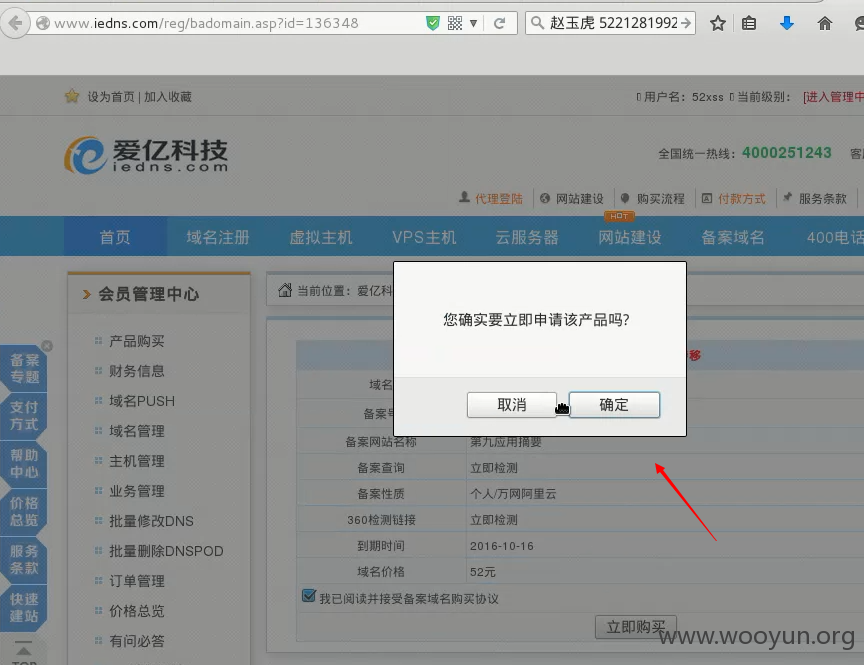 www.iedns.com/reg/badomain.asp?id=136348
赵玉虎 5221281992
设为首页 | 加入收藏
用户名: 52xss 当前级别: [进入管理中
爱亿科技
iedns.com
全国统一热线: 4000251243 客
代理登陆 网站建设 购买流程 付款方式 服务条款
HOT
首页 域名注册 虚拟主机 VPS主机 云服务器 网站建设 备案域名 400电话
会员管理中心
当前位置: 爱亿科
您确实要立即申请该产品吗?
取消 确定
产品购买
财务信息
域名PUSH
域名管理
主机管理
业务管理
批量修改DNS
批量删除DNSPOD
订单管理
价格总览
有问必答
备案专题
支付方式
帮助中心
价格总览
服务条款
快速建站
TOP
移
域名
备案号
备案网站名称 第九应用摘要
备案查询 立即检测
备案性质 个人/万网阿里云
360检测链接 立即检测
到期时间 2016-10-16
域名价格 52元
我已阅读并接受备案域名购买协议
立即购买
www.wooyun.org